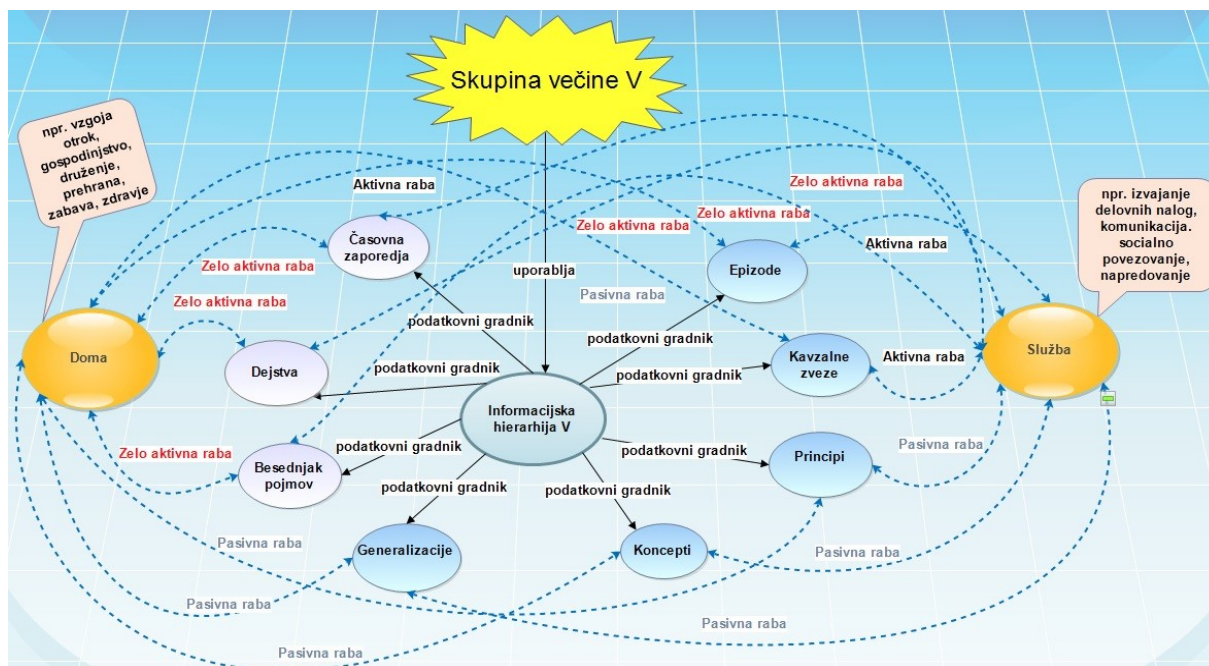 Skupina večine V
npr. vzgoja
otrok,
gospodinjstvo,
druženje,
prehrana,
zabava, zdravje
npr. izvajanje
delovnih nalog,
komunikacija.
socialno
povezovanje,
napredovanje
Aktivna raba
Zelo aktivna raba
Zelo aktivna raba
Zelo aktivna raba
Aktivna raba
Časovna
zaporedja
Zelo aktivna raba
uporablja
Epizode
Zelo aktivna raba
Pasivna raba
podatkovni gradnik
podatkovni gradnik
Doma
Služba
Dejstva
podatkovni gradnik
podatkovni gradnik
Kavzalne
zveze
Aktivna raba
Informacijska
hierarhija V
Zelo aktivna raba
Besednjak
pojmov
podatkovni gradnik
podatkovni gradnik
Principi
Pasivna raba
podatkovni gradnik
podatkovni gradnik
Pasivna raba
Generalizacije
Koncepti
Pasivna raba
Pasivna raba
Pasivna raba
Pasivna raba